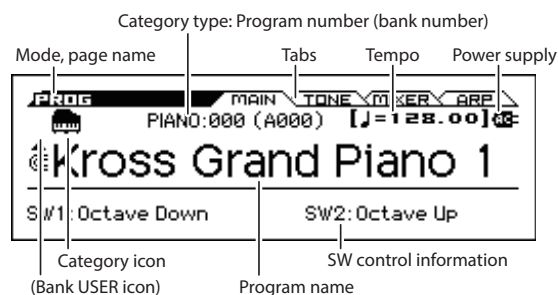 Category type: Program number (bank number)
Mode, page name Tabs Tempo Power supply
PROG MAIN TONE MIXER ARP
PIANO:000 (A000) [♩=128.00]
Kross Grand Piano 1
SW1:Octave Down SW2:Octave Up
Category icon SW control information
(Bank USER icon) Program name